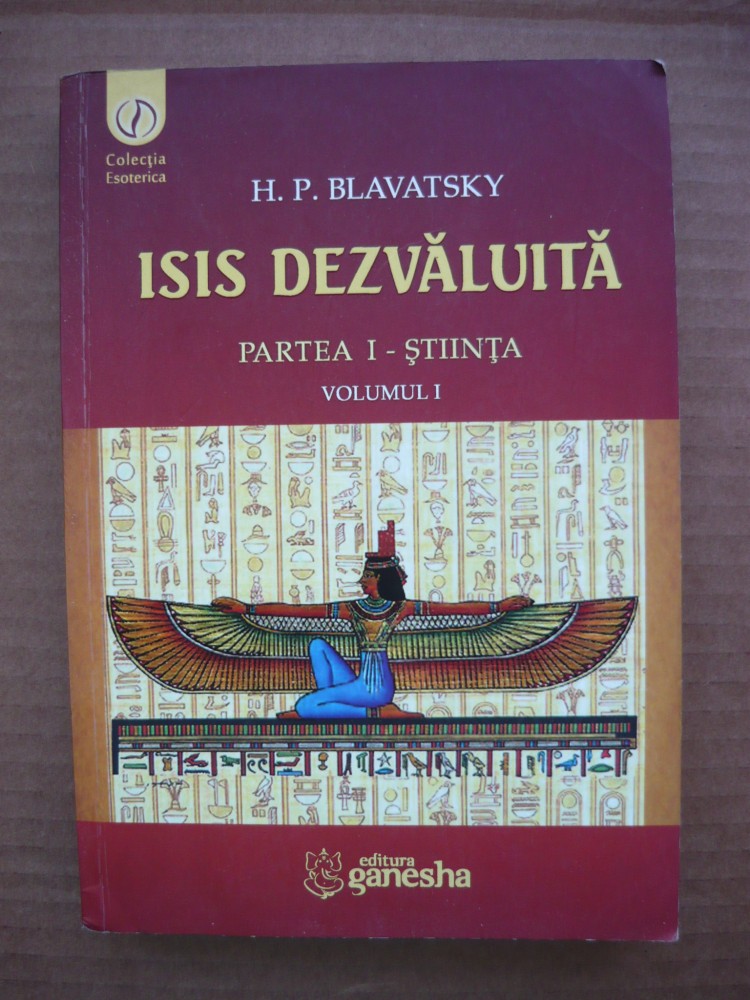 Colecţia
Esoterica
H. P. BLAVATSKY
ISIS DEZVĂLUITĂ
PARTEA I - ŞTIINŢA
VOLUMUL I
editura
ganesha